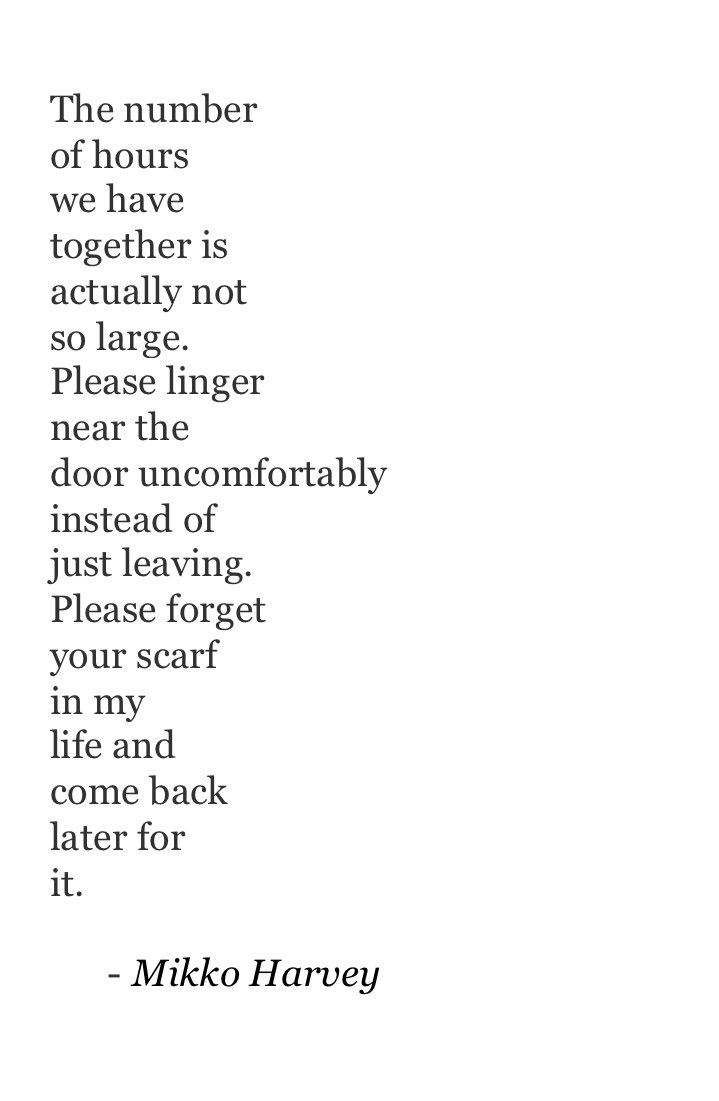 The number
of hours
we have
together is
actually not
so large.
Please linger
near the
door uncomfortably
instead of
just leaving.
Please forget
your scarf
in my
life and
come back
later for
it.
- Mikko Harvey